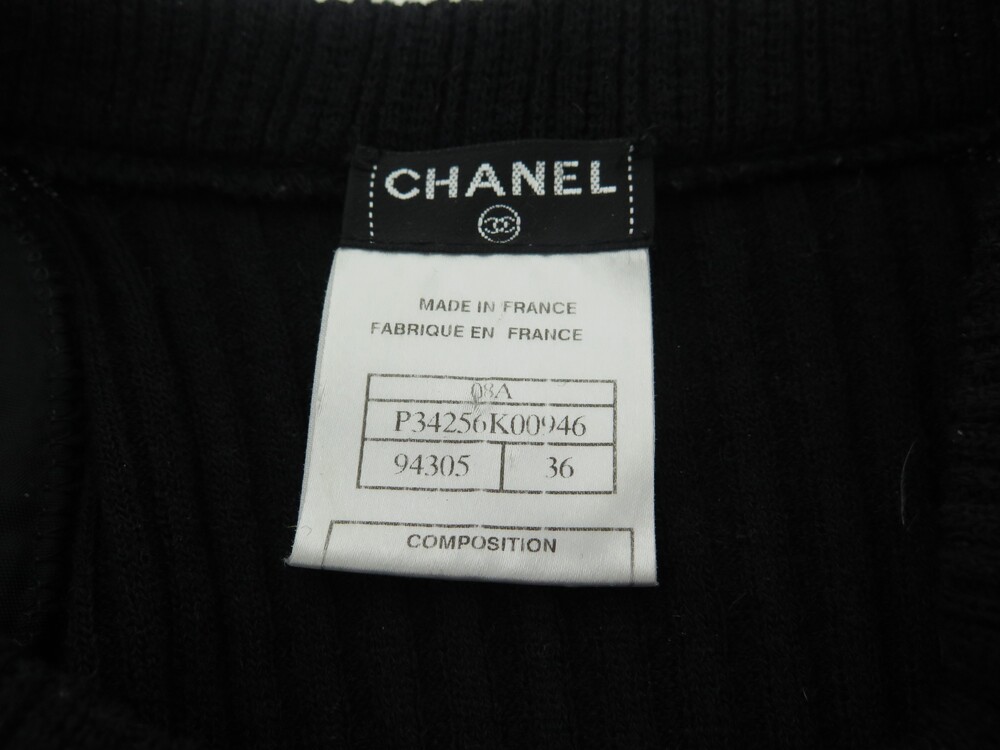 CHANEL
MADE IN FRANCE
FABRIQUE EN FRANCE
08A
P34256K00946
94305 36
COMPOSITION